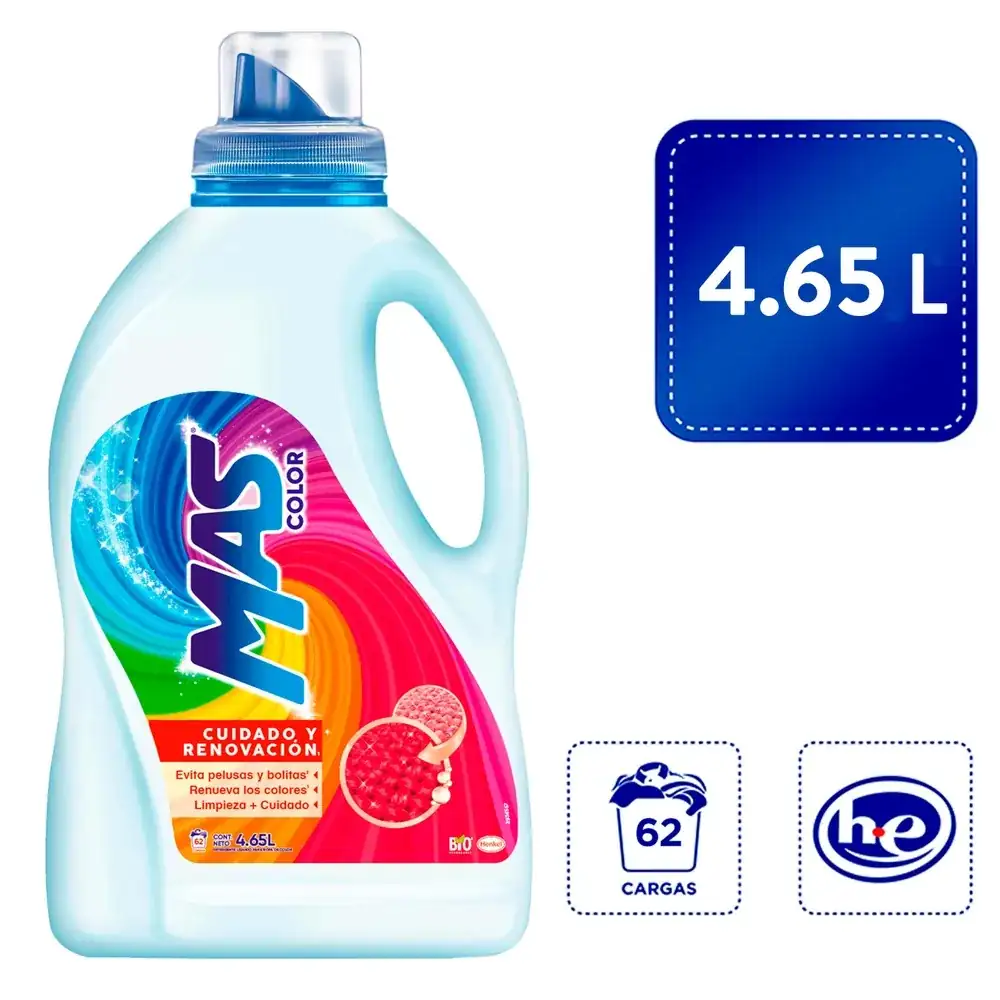 MAS
COLOR
CUIDADO Y
RENOVACIÓN
Evita pelusas y bolitas
Renueva los colores
Limpieza + Cuidado
62
CONT.
NETO 4.65L
BIO
Henkel
4.65 L
62
CARGAS
he